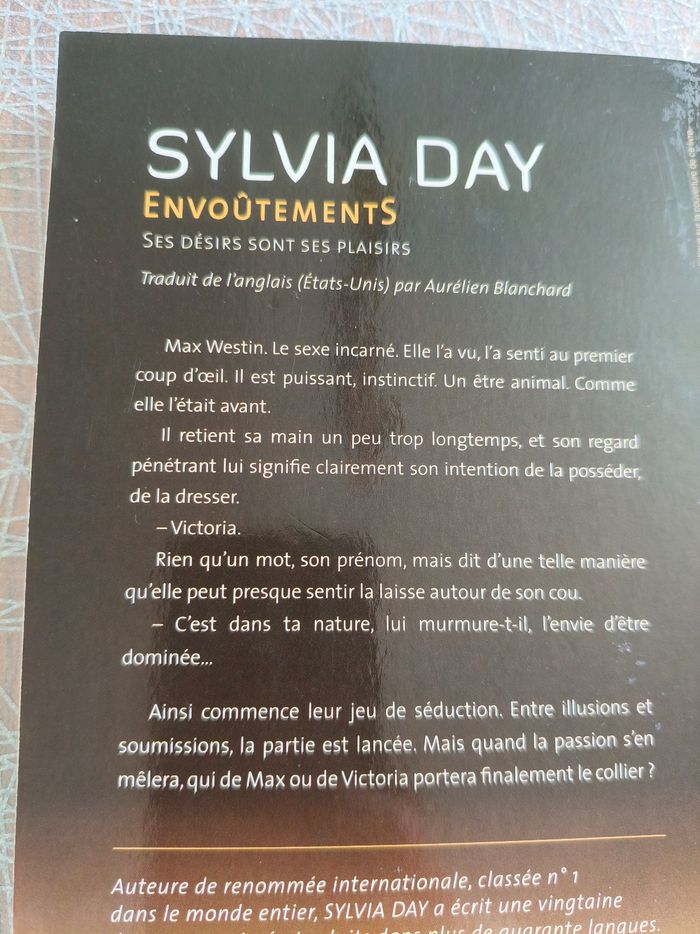 SYLVIA DAY
ENVOÛTEMENTS
SES DÉSIRS SONT SES PLAISIRS
Traduit de l'anglais (États-Unis) par Aurélien Blanchard
Max Westin. Le sexe incarné. Elle l'a vu, l'a senti au premier
coup d'œil. Il est puissant, instinctif. Un être animal. Comme
elle l'était avant.
Il retient sa main un peu trop longtemps, et son regard
pénétrant lui signifie clairement son intention de la posséder,
de la dresser.
– Victoria.
Rien qu'un mot, son prénom, mais dit d'une telle manière
qu'elle peut presque sentir la laisse autour de son cou.
– C'est dans ta nature, lui murmure-t-il, l'envie d'être
dominée...
Ainsi commence leur jeu de séduction. Entre illusions et
soumissions, la partie est lancée. Mais quand la passion s'en
mêlera, qui de Max ou de Victoria portera finalement le collier ?
Auteure de renommée internationale, classée n° 1
dans le monde entier, SYLVIA DAY a écrit une vingtaine
dans plus de quarante langues.